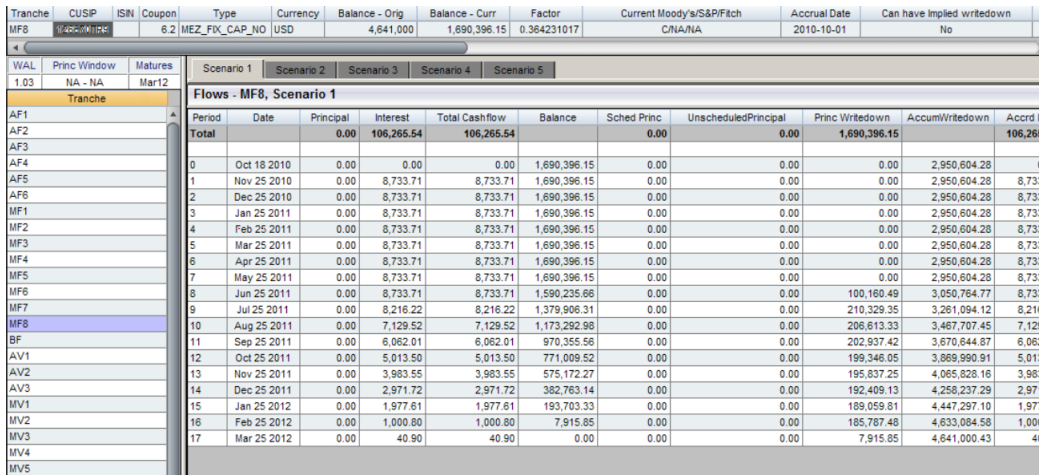 Tranche CUSIP ISIN Coupon Type Currency Balance - Orig Balance - Curr Factor Current Moody's/S&P/Fitch Accrual Date Can have Implied writedown
MF8 6.2 MEZ_FIX_CAP_NO USD 4,641,000 1,690,396.15 0.364231017 C/NA/NA 2010-10-01 No
WAL Princ Window Matures
1.03 NA - NA Mar12
Tranche
AF1
AF2
AF3
AF4
AF5
AF6
MF1
MF2
MF3
MF4
MF5
MF6
MF7
MF8
BF
AV1
AV2
AV3
MV1
MV2
MV3
MV4
MV5
Scenario 1 Scenario 2 Scenario 3 Scenario 4 Scenario 5
Flows - MF8, Scenario 1
Period Date Principal Interest Total Cashflow Balance Sched Princ UnscheduledPrincipal Princ Writedown AccumWritedown Accrd
Total 0.00 106,265.54 106,265.54 0.00 0.00 1,690,396.15 106,26
0 Oct 18 2010 0.00 0.00 0.00 1,690,396.15 0.00 0.00 0.00 2,950,604.28
1 Nov 25 2010 0.00 8,733.71 8,733.71 1,690,396.15 0.00 0.00 0.00 2,950,604.28 8,73
2 Dec 25 2010 0.00 8,733.71 8,733.71 1,690,396.15 0.00 0.00 0.00 2,950,604.28 8,73
3 Jan 25 2011 0.00 8,733.71 8,733.71 1,690,396.15 0.00 0.00 0.00 2,950,604.28 8,73
4 Feb 25 2011 0.00 8,733.71 8,733.71 1,690,396.15 0.00 0.00 0.00 2,950,604.28 8,73
5 Mar 25 2011 0.00 8,733.71 8,733.71 1,690,396.15 0.00 0.00 0.00 2,950,604.28 8,73
6 Apr 25 2011 0.00 8,733.71 8,733.71 1,690,396.15 0.00 0.00 0.00 2,950,604.28 8,73
7 May 25 2011 0.00 8,733.71 8,733.71 1,690,396.15 0.00 0.00 0.00 2,950,604.28 8,73
8 Jun 25 2011 0.00 8,733.71 8,733.71 1,590,235.66 0.00 0.00 100,160.49 3,050,764.77 8,73
9 Jul 25 2011 0.00 8,216.22 8,216.22 1,379,906.31 0.00 0.00 210,329.35 3,261,094.12 8,21
10 Aug 25 2011 0.00 7,129.52 7,129.52 1,173,292.98 0.00 0.00 206,613.33 3,467,707.45 7,12
11 Sep 25 2011 0.00 6,062.01 6,062.01 970,355.56 0.00 0.00 202,937.42 3,670,644.87 6,06
12 Oct 25 2011 0.00 5,013.50 5,013.50 771,009.52 0.00 0.00 199,346.05 3,869,990.91 5,01
13 Nov 25 2011 0.00 3,983.55 3,983.55 575,172.27 0.00 0.00 195,837.25 4,065,828.16 3,98
14 Dec 25 2011 0.00 2,971.72 2,971.72 382,763.14 0.00 0.00 192,409.13 4,258,237.29 2,97
15 Jan 25 2012 0.00 1,977.61 1,977.61 193,703.33 0.00 0.00 189,059.81 4,447,297.10 1,97
16 Feb 25 2012 0.00 1,000.80 1,000.80 7,915.85 0.00 0.00 185,787.48 4,633,084.58 1,00
17 Mar 25 2012 0.00 40.90 40.90 0.00 0.00 0.00 7,915.85 4,641,000.43 4